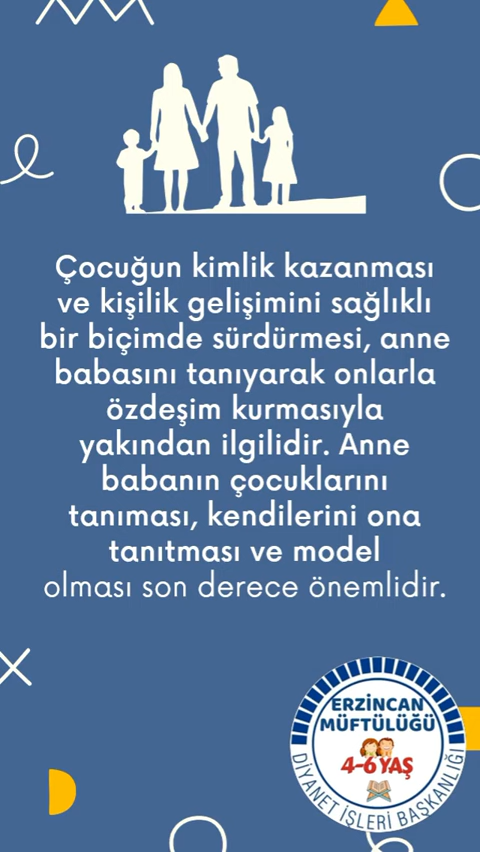 Çocuğun kimlik kazanması
ve kişilik gelişimini sağlıklı
bir biçimde sürdürmesi, anne
babasını tanıyarak onlarla
özdeşim kurmasıyla
yakından ilgilidir. Anne
babanın çocuklarını
tanıması, kendilerini ona
tanıtması ve model
olması son derece önemlidir.
ERZİNCAN
MÜFTÜLÜĞÜ
4-6 YAŞ
DİYANET İŞLERİ BAŞKANLIĞI